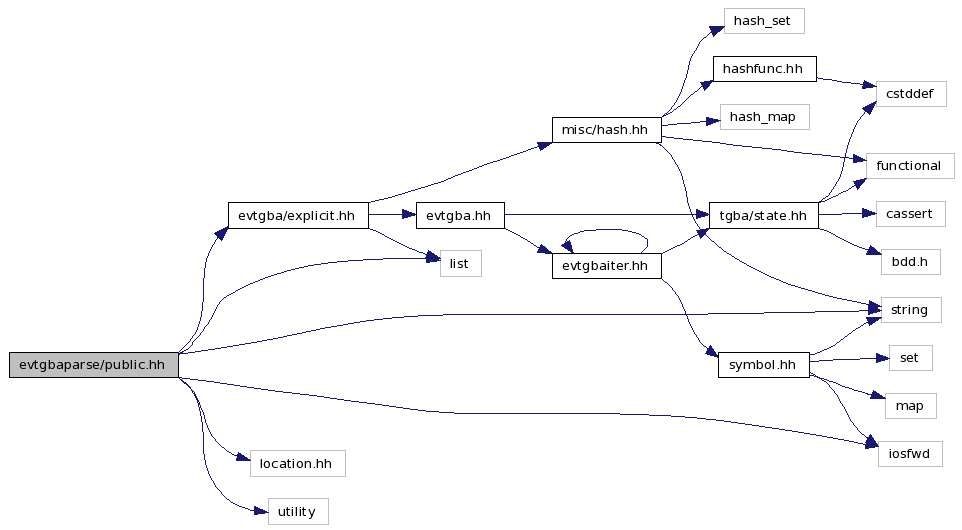 hash_set
hashfunc.hh
cstddef
hash_map
misc/hash.hh
functional
evtgba/explicit.hh
evtgba.hh
tgba/state.hh
cassert
list
evtgbaiter.hh
bdd.h
string
evtgbaparse/public.hh
symbol.hh
set
map
location.hh
iosfwd
utility